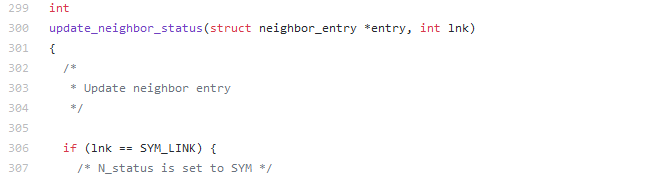 299 int
300 update_neighbor_status(struct neighbor_entry *entry, int lnk)
301 {
302 /*
303 * Update neighbor entry
304 */
305
306 if (lnk == SYM_LINK) {
307 /* N_status is set to SYM */